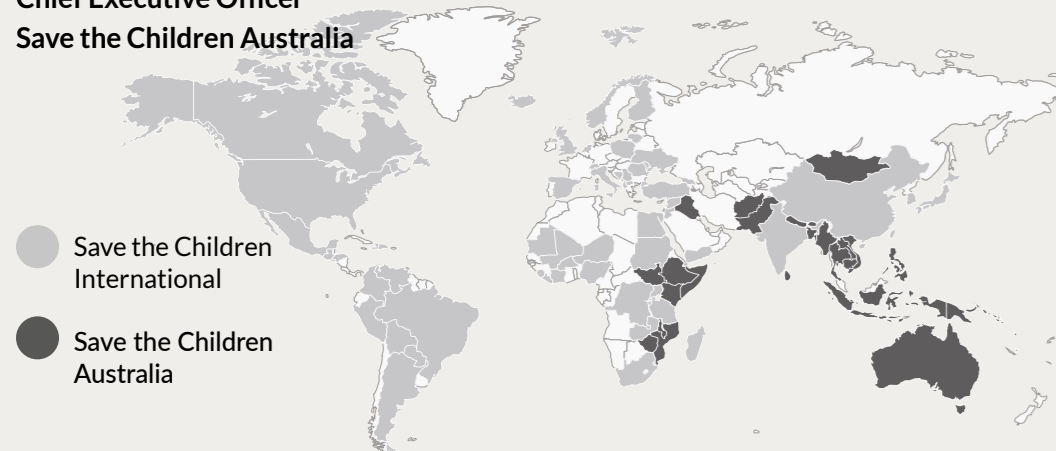 Chief Executive Officer
Save the Children Australia
Save the Children
International
Save the Children
Australia